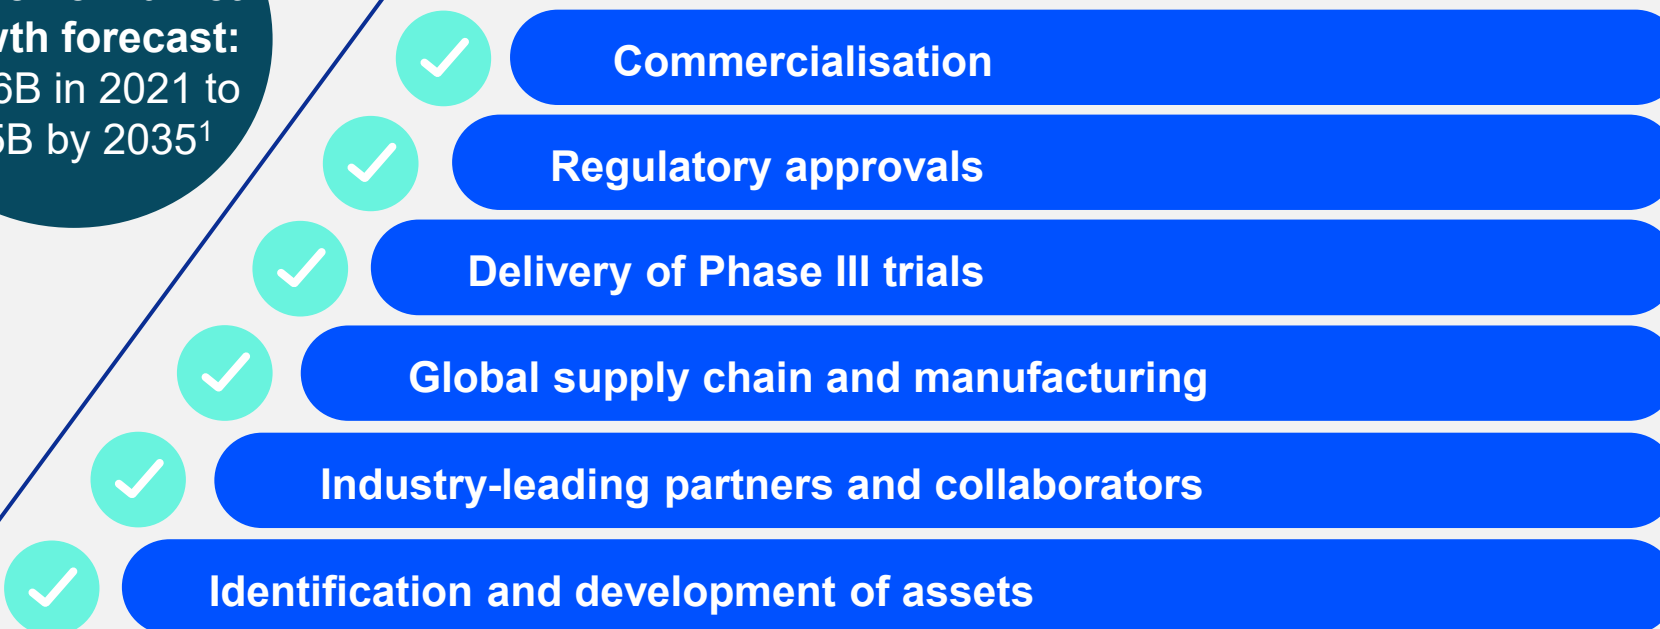 forecast:
in 2021 to
by 2035¹
Commercialisation
Regulatory approvals
Delivery of Phase III trials
Global supply chain and manufacturing
Industry-leading partners and collaborators
Identification and development of assets